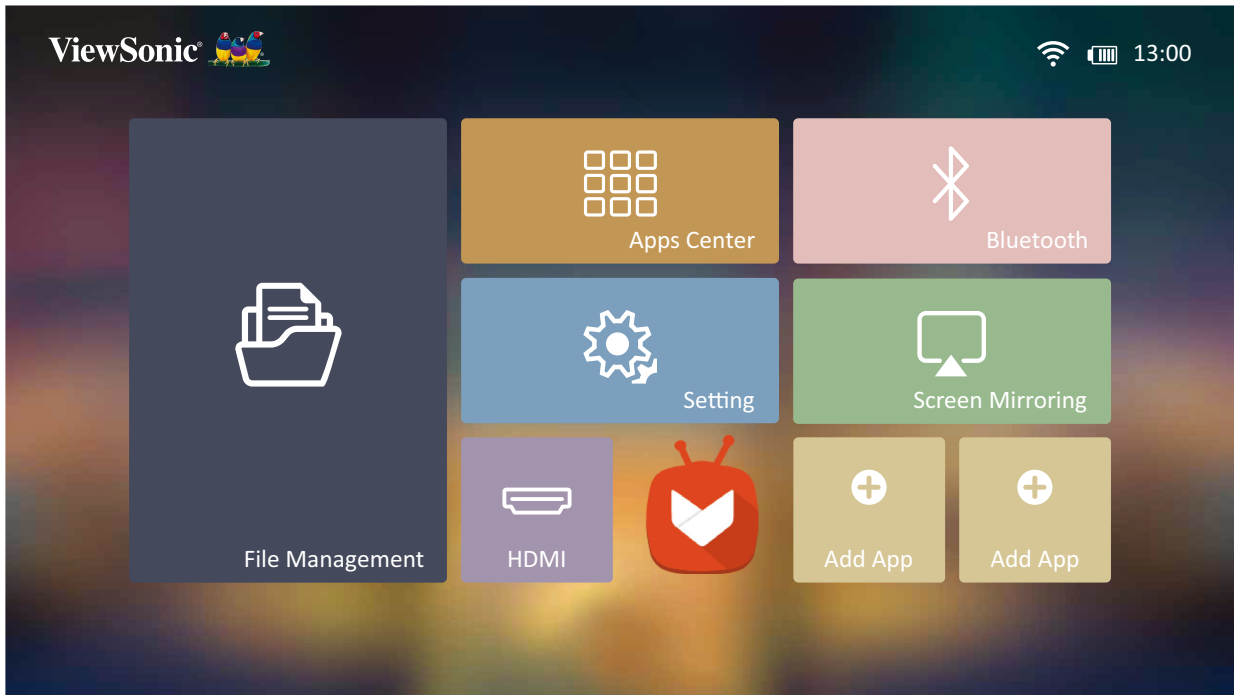 ViewSonic®
13:00
Apps Center
Bluetooth
Setting
Screen Mirroring
File Management
HDMI
Add App
Add App